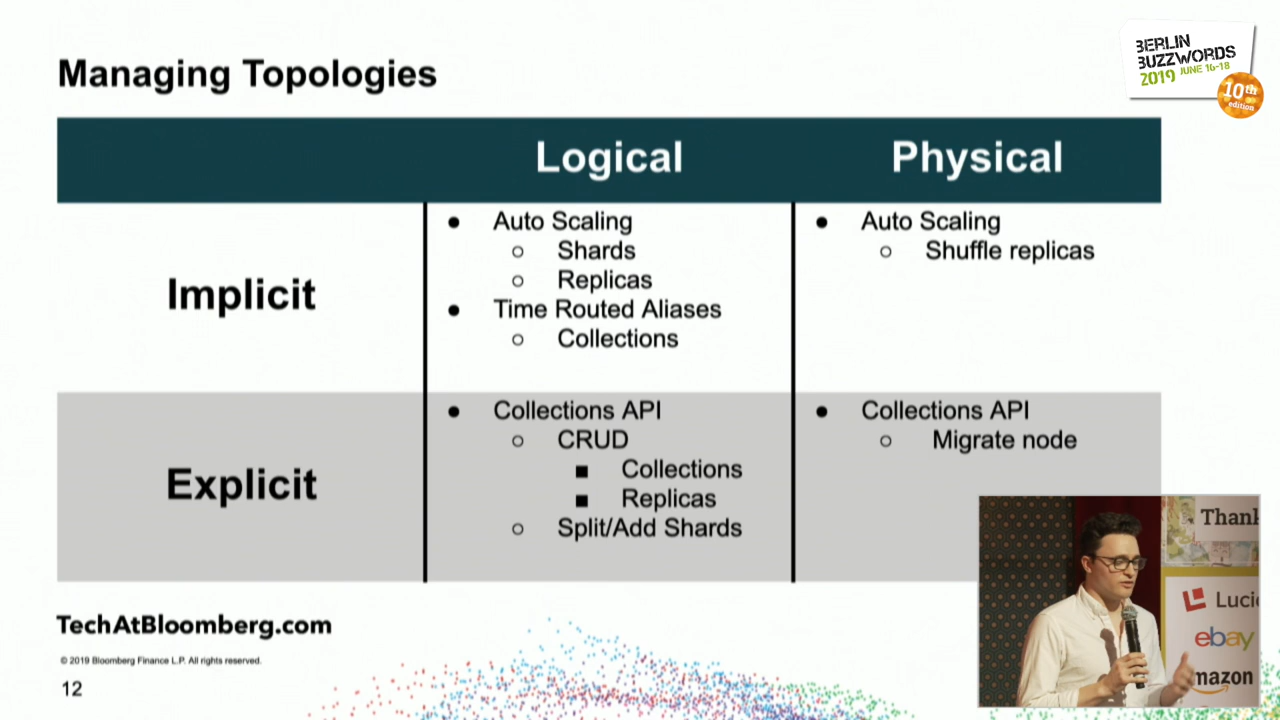 Managing Topologies
BERLIN
BUZZWORDS
2019 JUNE 16-18
10th
edition
Logical
Physical
Implicit
● Auto Scaling
○ Shards
○ Replicas
● Time Routed Aliases
○ Collections
● Auto Scaling
○ Shuffle replicas
Explicit
● Collections API
○ CRUD
■ Collections
■ Replicas
○ Split/Add Shards
● Collections API
○ Migrate node
TechAtBloomberg.com
© 2019 Bloomberg Finance L.P. All rights reserved.
12
Thank
Luci
ebay
mazon